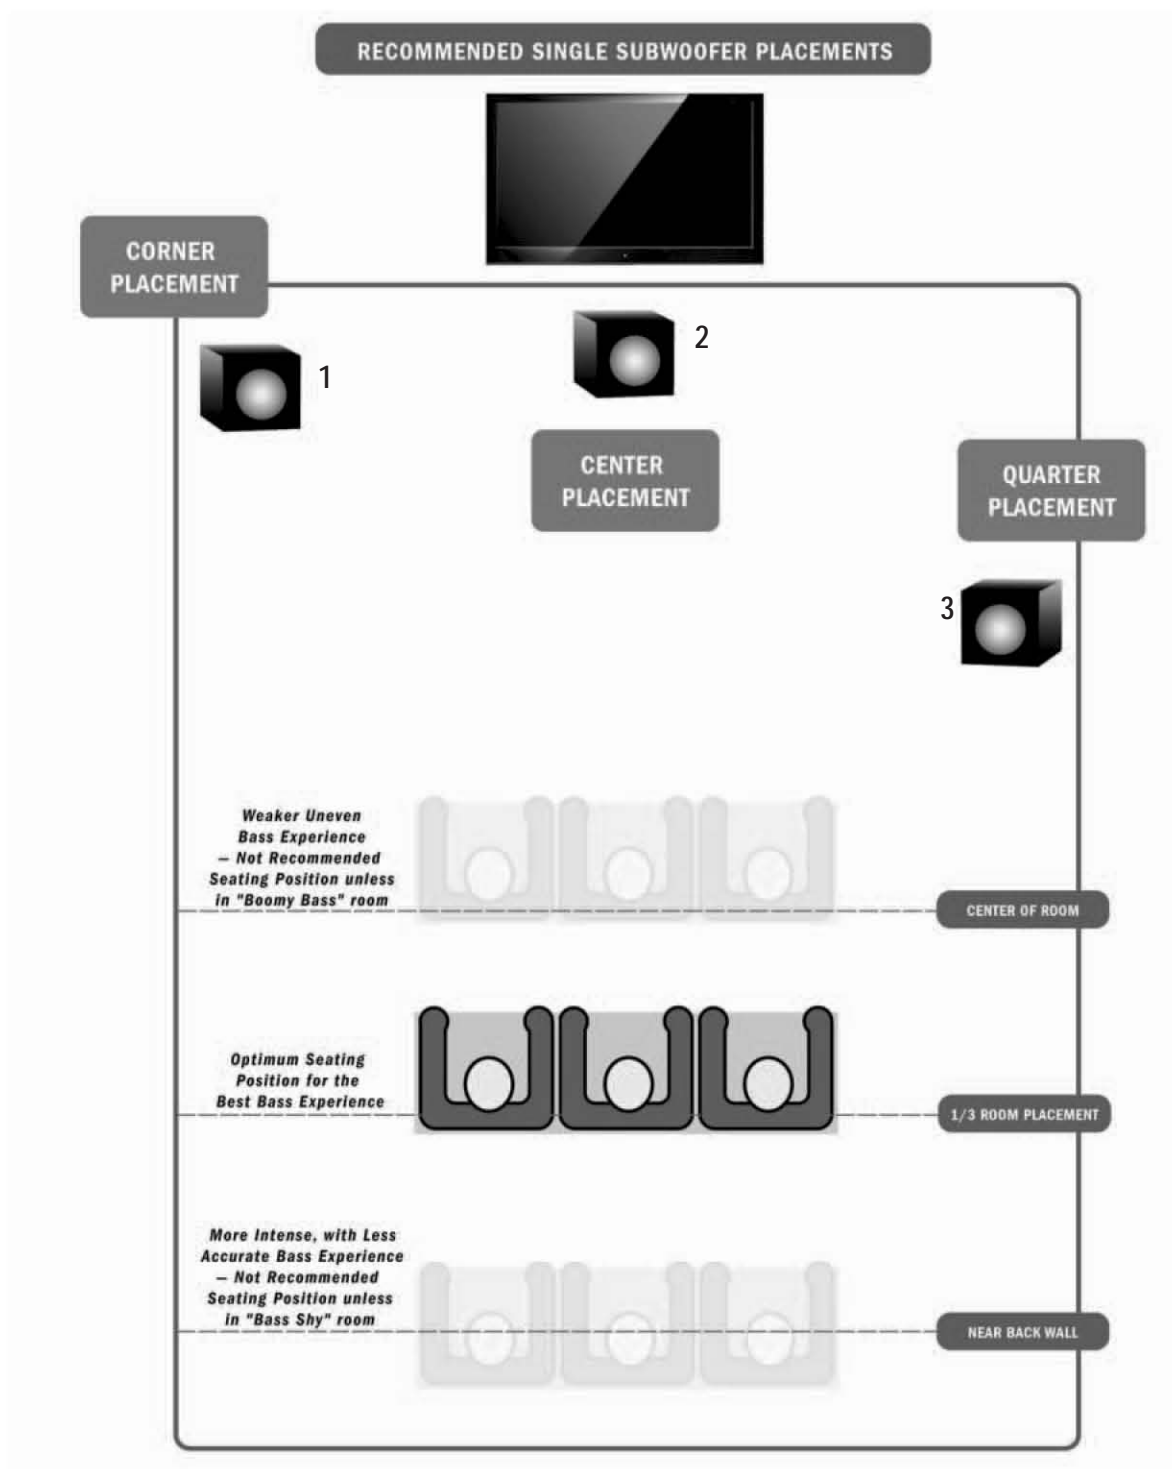 RECOMMENDED SINGLE SUBWOOFER PLACEMENTS
CORNER
PLACEMENT
1
2
CENTER
PLACEMENT
QUARTER
PLACEMENT
3
Weaker Uneven
Bass Experience
– Not Recommended
Seating Position unless
in "Boomy Bass" room
CENTER OF ROOM
Optimum Seating
Position for the
Best Bass Experience
1/3 ROOM PLACEMENT
More Intense, with Less
Accurate Bass Experience
– Not Recommended
Seating Position unless
in "Bass Shy" room
NEAR BACK WALL